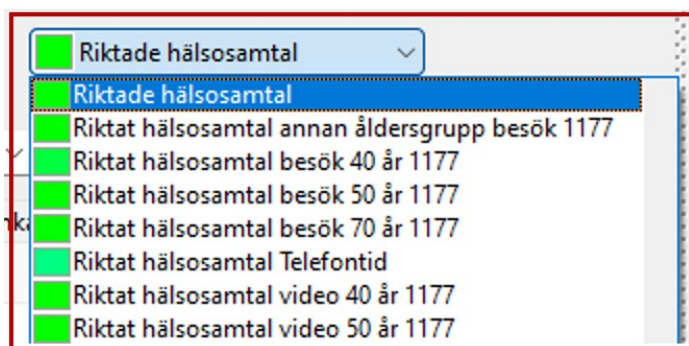 Riktade hälsosamtal
Riktade hälsosamtal
Riktat hälsosamtal annan åldersgrupp besök 1177
Riktat hälsosamtal besök 40 år 1177
Riktat hälsosamtal besök 50 år 1177
Riktat hälsosamtal besök 70 år 1177
Riktat hälsosamtal Telefontid
Riktat hälsosamtal video 40 år 1177
Riktat hälsosamtal video 50 år 1177